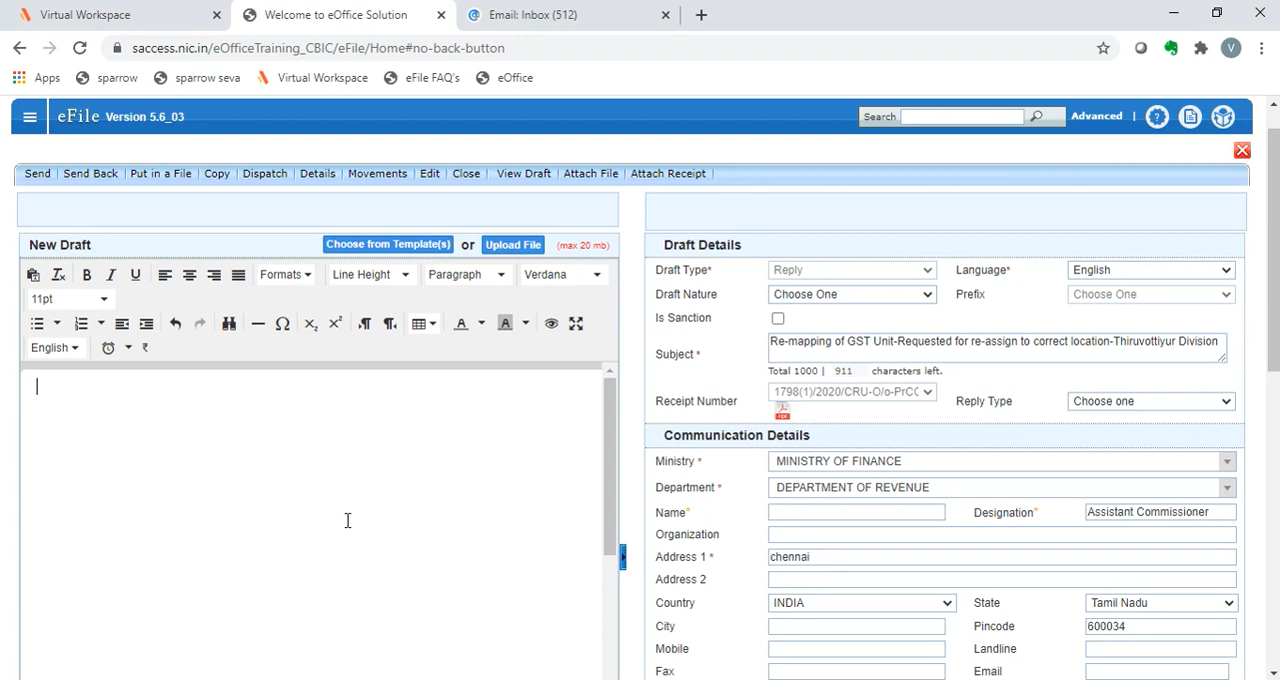 Virtual Workspace
Welcome to eOffice Solution
Email: Inbox (512)
saccess.nic.in/eOfficeTraining_CBIC/eFile/Home#no-back-button
V
Apps sparrow sparrow seva Virtual Workspace eFile FAQ's eOffice
eFile Version 5.6_03
Search
Advanced |
Send | Send Back | Put in a File | Copy | Dispatch | Details | Movements | Edit | Close | View Draft | Attach File | Attach Receipt |
New Draft Choose from Template(s) or Upload File (max 20 mb)
Formats Line Height Paragraph Verdana
11pt
English ₹
Draft Details
Draft Type* Reply Language* English
Draft Nature Choose One Prefix Choose One
Is Sanction
Subject * Re-mapping of GST Unit-Requested for re-assign to correct location-Thiruvottiyur Division
Total 1000 | 911 characters left.
Receipt Number 1798(1)/2020/CRU-O/o-PrCC Reply Type Choose one
Communication Details
Ministry * MINISTRY OF FINANCE
Department * DEPARTMENT OF REVENUE
Name* Designation* Assistant Commissioner
Organization
Address 1 * chennai
Address 2
Country INDIA State Tamil Nadu
City Pincode 600034
Mobile Landline
Fax Email